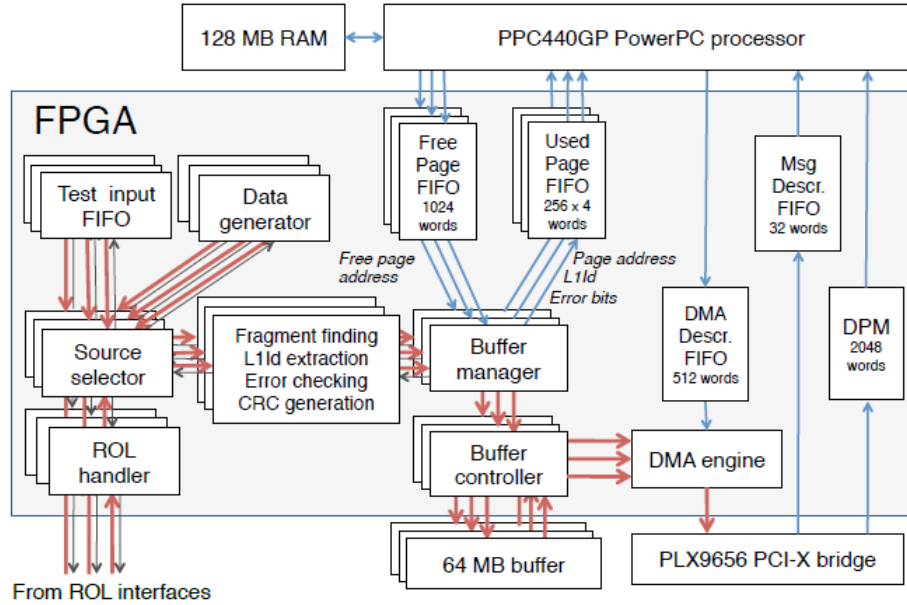 128 MB RAM
PPC440GP PowerPC processor
FPGA
Test input
FIFO
Data
generator
Free
Page
FIFO
1024
words
Used
Page
FIFO
256 x 4
words
Msg
Descr.
FIFO
32 words
Free page
address
Page address
L1Id
Error bits
Source
selector
Fragment finding
L1Id extraction
Error checking
CRC generation
Buffer
manager
DMA
Descr.
FIFO
512 words
DPM
2048
words
ROL
handler
Buffer
controller
DMA engine
64 MB buffer
PLX9656 PCI-X bridge
From ROL interfaces